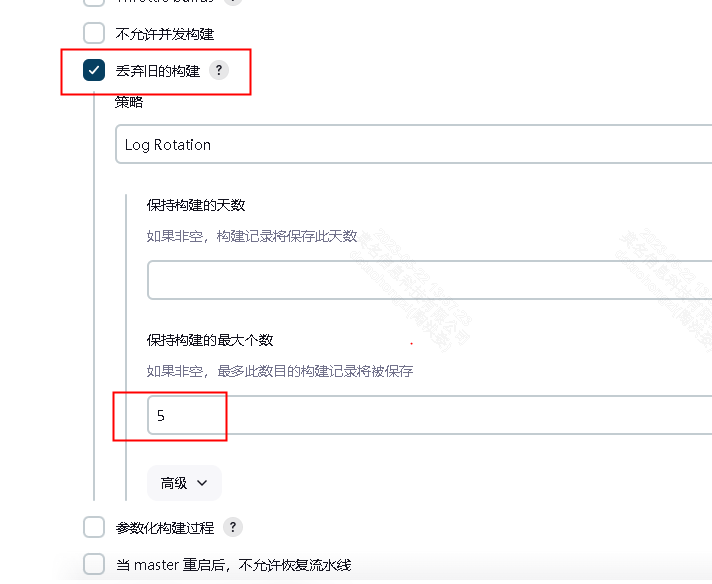 Throttle builds
?
不允许并发构建
丢弃旧的构建 ?
策略
Log Rotation
保持构建的天数
如果非空，构建记录将保存此天数
保持构建的最大个数
如果非空，最多此数目的构建记录将被保存
5
高级
参数化构建过程 ?
当 master 重启后，不允许恢复流水线